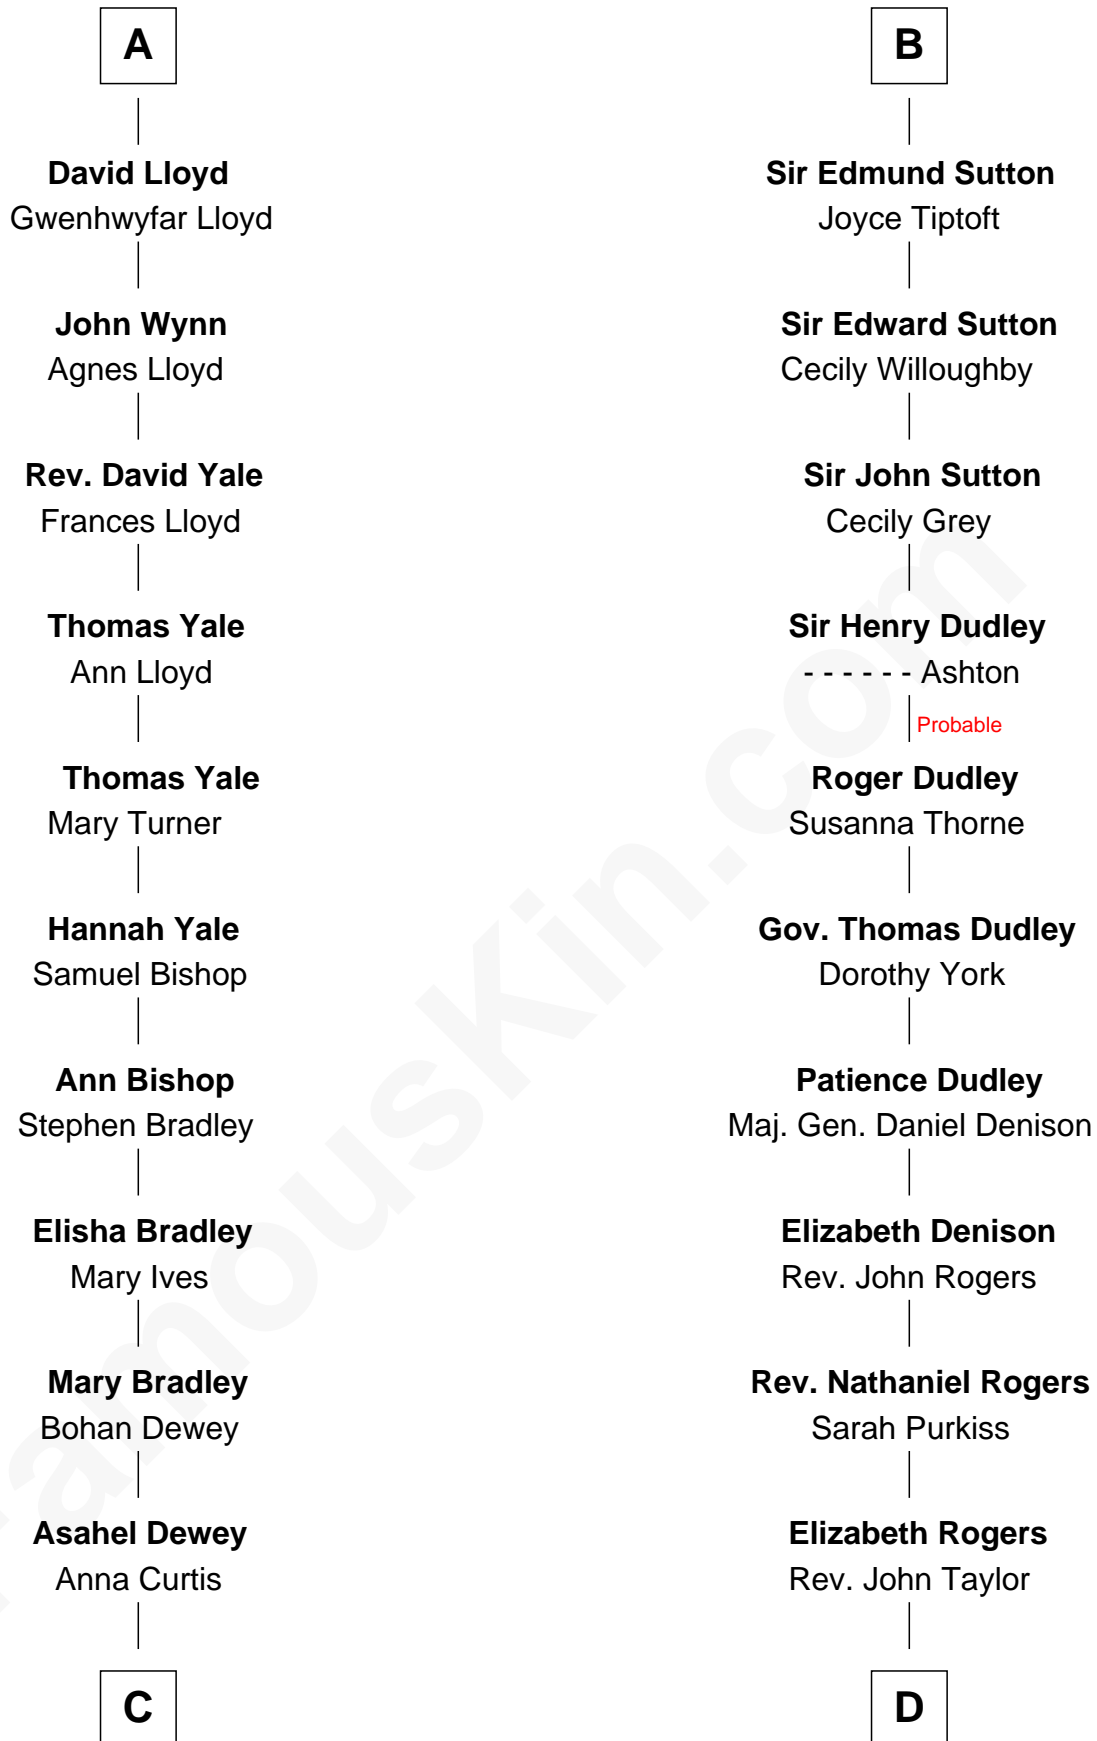 A
David Lloyd
Gwenhwyfar Lloyd
John Wynn
Agnes Lloyd
Rev. David Yale
Frances Lloyd
Thomas Yale
Ann Lloyd
Thomas Yale
Mary Turner
Hannah Yale
Samuel Bishop
Ann Bishop
Stephen Bradley
Elisha Bradley
Mary Ives
Mary Bradley
Bohan Dewey
Asahel Dewey
Anna Curtis
C
B
Sir Edmund Sutton
Joyce Tiptoft
Sir Edward Sutton
Cecily Willoughby
Sir John Sutton
Cecily Grey
Sir Henry Dudley
- - - - - - Ashton
Probable
Roger Dudley
Susanna Thorne
Gov. Thomas Dudley
Dorothy York
Patience Dudley
Maj. Gen. Daniel Denison
Elizabeth Denison
Rev. John Rogers
Rev. Nathaniel Rogers
Sarah Purkiss
Elizabeth Rogers
Rev. John Taylor
D
FamousKin.com